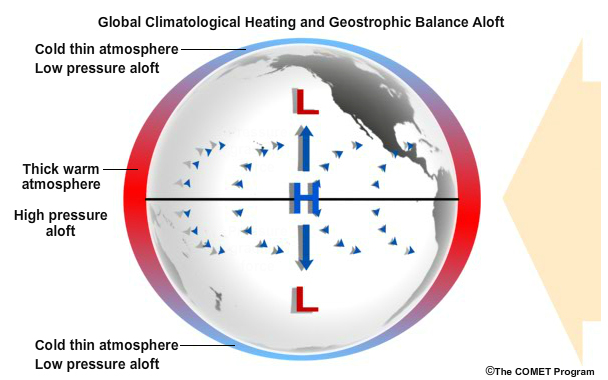 Global Climatological Heating and Geostrophic Balance Aloft
Cold thin atmosphere
Low pressure aloft
L
Thick warm
atmosphere
H
High pressure
aloft
L
Cold thin atmosphere
Low pressure aloft
©The COMET Program